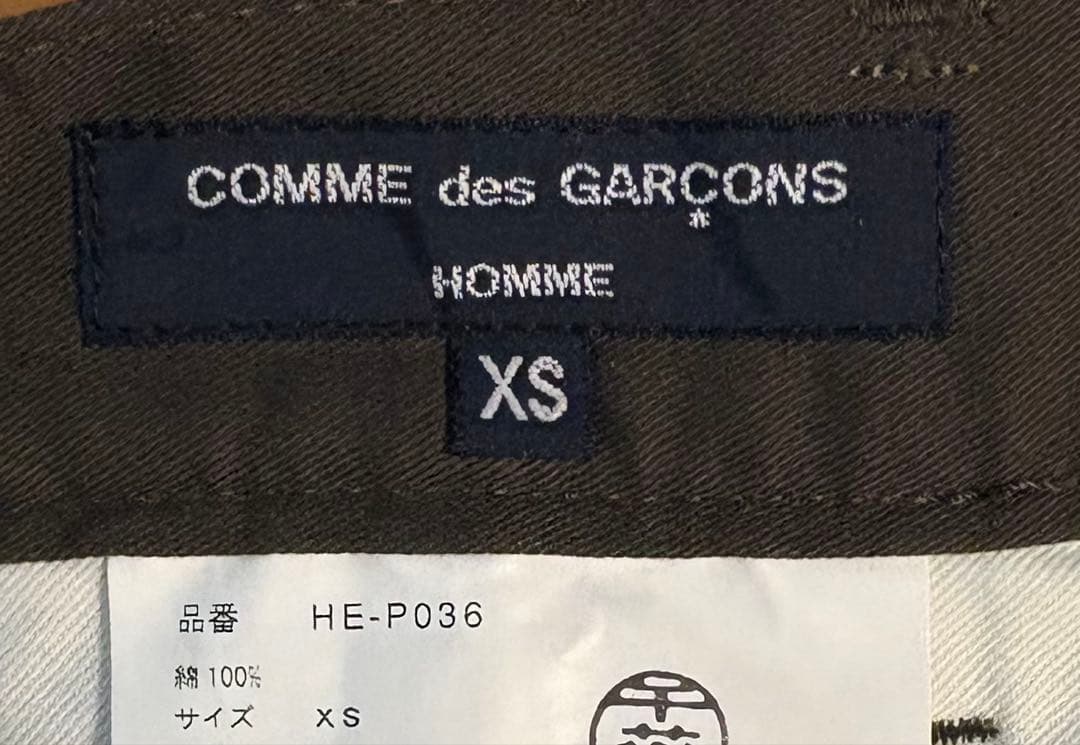 COMME des GARÇONS
HOMME
XS
品番 HE-P036
綿 100%
サイズ XS